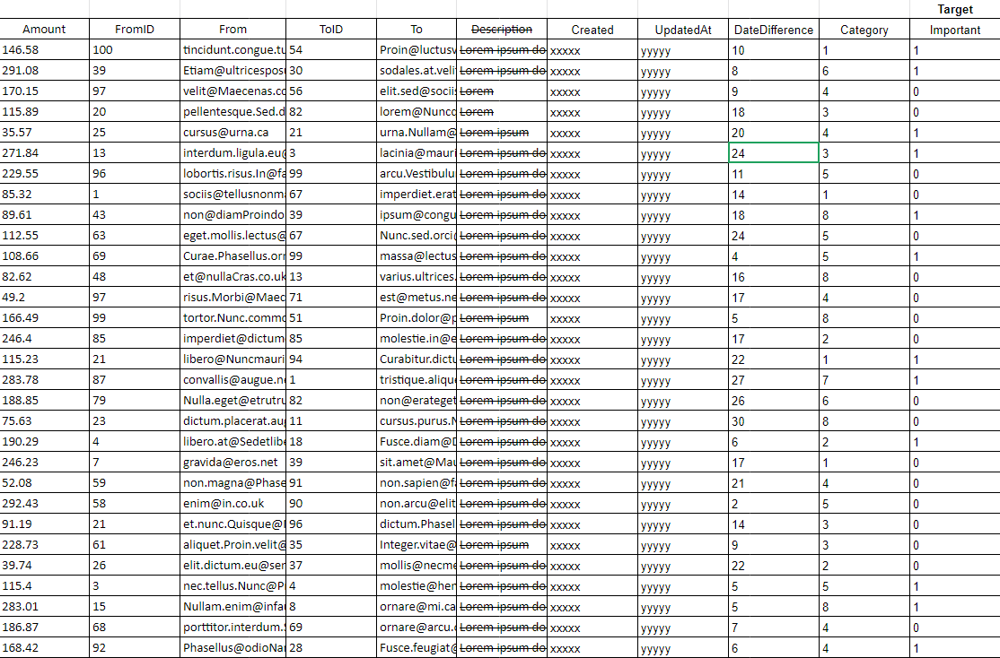 Target
Amount FromID From ToID To Description Created UpdatedAt DateDifference Category Important
146.58 100 tincidunt.congue.tu 54 Proin@luctusv Lorem ipsum do xxxxx yyyyy 10 1 1
291.08 39 Etiam@ultricesposu 30 sodales.at.veli Lorem ipsum do xxxxx yyyyy 8 6 1
170.15 97 velit@Maecenas.co 56 elit.sed@sociis Lorem xxxxx yyyyy 9 4 0
115.89 20 pellentesque.Sed.d 82 lorem@Nunc Lorem xxxxx yyyyy 18 3 0
35.57 25 cursus@urna.ca 21 urna.Nullam@ Lorem ipsum xxxxx yyyyy 20 4 1
271.84 13 interdum.ligula.eu@ 3 lacinia@mauri Lorem ipsum do xxxxx yyyyy 24 3 1
229.55 96 lobortis.risus.In@fa 99 arcu.Vestibulu Lorem ipsum do xxxxx yyyyy 11 5 0
85.32 1 sociis@tellusnonm 67 imperdiet.erat Lorem ipsum do xxxxx yyyyy 14 1 0
89.61 43 non@diamProindo 39 ipsum@congu Lorem ipsum do xxxxx yyyyy 18 8 1
112.55 63 eget.mollis.lectus@ 67 Nunc.sed.orci Lorem ipsum do xxxxx yyyyy 24 5 0
108.66 69 Curae.Phasellus.orn 99 massa@lectus Lorem ipsum do xxxxx yyyyy 4 5 1
82.62 48 et@nullaCras.co.uk 13 varius.ultrices. Lorem ipsum do xxxxx yyyyy 16 8 0
49.2 97 risus.Morbi@Maec 71 est@metus.ne Lorem ipsum do xxxxx yyyyy 17 4 0
166.49 99 tortor.Nunc.commo 51 Proin.dolor@p Lorem ipsum xxxxx yyyyy 5 8 0
246.4 85 imperdiet@dictum 85 molestie.in@e Lorem ipsum do xxxxx yyyyy 17 2 0
115.23 21 libero@Nuncmauri 94 Curabitur.dictu Lorem ipsum do xxxxx yyyyy 22 1 1
283.78 87 convallis@augue.ne 1 tristique.aliqu Lorem ipsum do xxxxx yyyyy 27 7 1
188.85 79 Nulla.eget@etrutru 82 non@erateget Lorem ipsum do xxxxx yyyyy 26 6 0
75.63 23 dictum.placerat.aug 11 cursus.purus.N Lorem ipsum do xxxxx yyyyy 30 8 0
190.29 4 libero.at@Sedetlibe 18 Fusce.diam@D Lorem ipsum do xxxxx yyyyy 6 2 1
246.23 7 gravida@eros.net 39 sit.amet@Mau Lorem ipsum do xxxxx yyyyy 17 1 0
52.08 59 non.magna@Phase 91 non.sapien@fa Lorem ipsum do xxxxx yyyyy 21 4 0
292.43 58 enim@in.co.uk 90 non.arcu@elit Lorem ipsum do xxxxx yyyyy 2 5 0
91.19 21 et.nunc.Quisque@ 96 dictum.Phasel Lorem ipsum do xxxxx yyyyy 14 3 0
228.73 61 aliquet.Proin.velit@ 35 Integer.vitae@ Lorem ipsum xxxxx yyyyy 9 3 0
39.74 26 elit.dictum.eu@sem 37 mollis@necme Lorem ipsum do xxxxx yyyyy 22 2 0
115.4 3 nec.tellus.Nunc@P 4 molestie@hen Lorem ipsum do xxxxx yyyyy 5 5 1
283.01 15 Nullam.enim@infa 8 ornare@mi.ca Lorem ipsum do xxxxx yyyyy 5 8 1
186.87 68 porttitor.interdum. 69 ornare@arcu. Lorem ipsum do xxxxx yyyyy 7 4 0
168.42 92 Phasellus@odioNa 28 Fusce.feugiat@ Lorem ipsum do xxxxx yyyyy 6 4 1